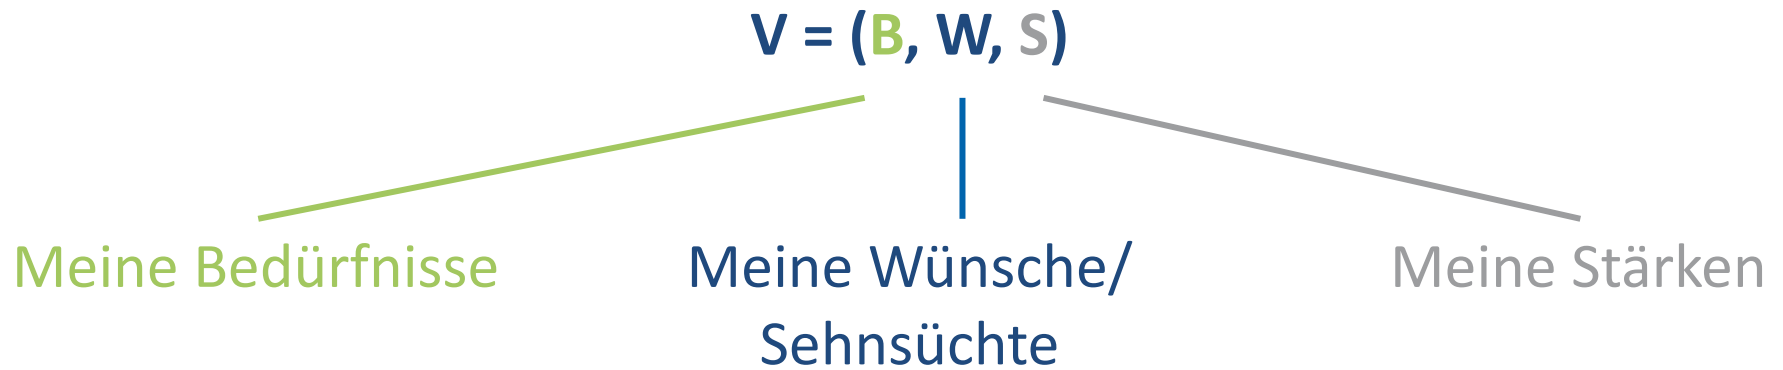 V = (B, W, S)
Meine Bedürfnisse
Meine Wünsche/
Sehnsüchte
Meine Stärken